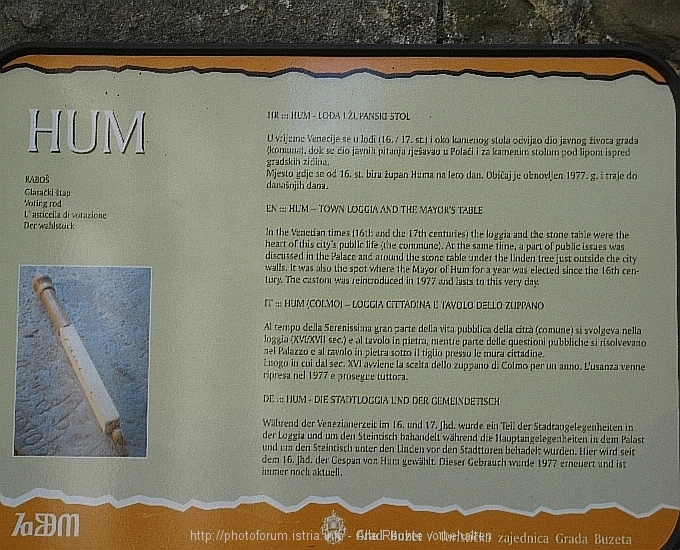 HUM
RABOŠ
Glasački štap
Voting rod
L'asticella di votazione
Der wahlstock
HR ::: HUM - LOĐA I ŽUPANSKI STOL
U vrijeme Venecije se u lođi (16. / 17. st.) i oko kamenog stola odvijao dio javnog života grada
(komuna), dok se dio javnih pitanja rješavao u Polači i za kamenim stolom pod lipom ispred
gradskih zidina.
Mjesto gdje se od 16. st. bira župan Huma na leto dan. Običaj je obnovljen 1977. g. i traje do
današnjih dana.
EN ::: HUM – TOWN LOGGIA AND THE MAYOR'S TABLE
In the Venetian times (16th and the 17th centuries) the loggia and the stone table were the
heart of this city's public life (the commune). At the same time, a part of public issues was
discussed in the Palace and around the stone table under the linden tree just outside the city
walls. It was also the spot where the Mayor of Hum for a year was elected since the 16th cen-
tury. The custom was reintroduced in 1977 and lasts to this very day.
IT ::: HUM (COLMO) – LOGGIA CITTADINA E TAVOLO DELLO ZUPPANO
Al tempo della Serenissima gran parte della vita pubblica della città (comune) si svolgeva nella
loggia (XVI/XVII sec.) e al tavolo in pietra, mentre parte delle questioni pubbliche si risolvevano
nel Palazzo e al tavolo in pietra sotto il tiglio presso le mura cittadine.
Luogo in cui dal sec. XVI avviene la scelta dello zuppano di Colmo per un anno. L'usanza venne
ripresa nel 1977 e prosegue tuttora.
DE ::: HUM - DIE STADTLOGGIA UND DER GEMEINDETISCH
Während der Venezianerzeit im 16. und 17. Jhd. wurde ein Teil der Stadtangelegenheiten in
der Loggia und um den Steintisch bahandelt während die Hauptangelegenheiten in dem Palast
und um den Steintisch unter den Linden vor den Stadttoren behadelt wurden. Hier wird seit
dem 16. Jhd. der Gespan von Hum gewählt. Dieser Gebrauch wurde 1977 erneuert und ist
immer noch aktuell.
http://photoforum.istria.info - Alle Rechte vorbehalten
Grad Buzet / Turistička zajednica Grada Buzeta